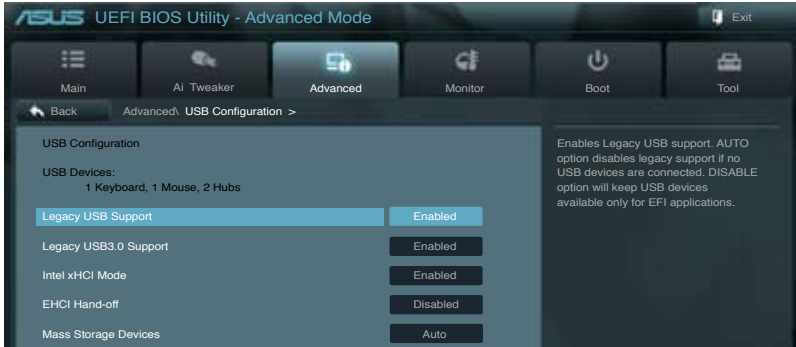 ASUS UEFI BIOS Utility - Advanced Mode
Exit
Main
Ai Tweaker
Advanced
Monitor
Boot
Tool
Back
Advanced\ USB Configuration >
USB Configuration
USB Devices:
1 Keyboard, 1 Mouse, 2 Hubs
Legacy USB Support Enabled
Legacy USB3.0 Support Enabled
Intel xHCI Mode Enabled
EHCI Hand-off Disabled
Mass Storage Devices Auto
Enables Legacy USB support. AUTO
option disables legacy support if no
USB devices are connected. DISABLE
option will keep USB devices
available only for EFI applications.